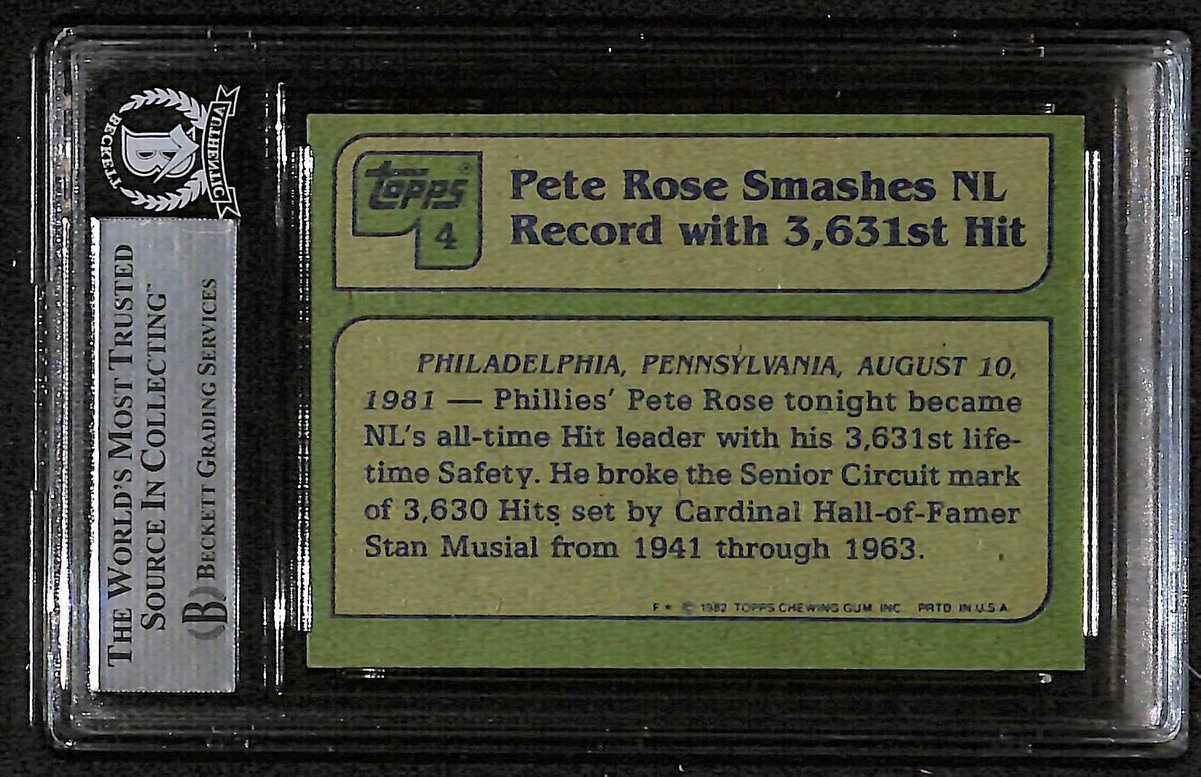 BECKETT
AUTHENTIC
B
THE WORLD'S MOST TRUSTED
SOURCE IN COLLECTING™
B BECKETT GRADING SERVICES
TOPPS®
4
Pete Rose Smashes NL
Record with 3,631st Hit
PHILADELPHIA, PENNSYLVANIA, AUGUST 10,
1981 — Phillies' Pete Rose tonight became
NL's all-time Hit leader with his 3,631st life-
time Safety. He broke the Senior Circuit mark
of 3,630 Hits set by Cardinal Hall-of-Famer
Stan Musial from 1941 through 1963.
F * © 1982 TOPPS CHEWING GUM, INC. PRTD. IN U.S.A.